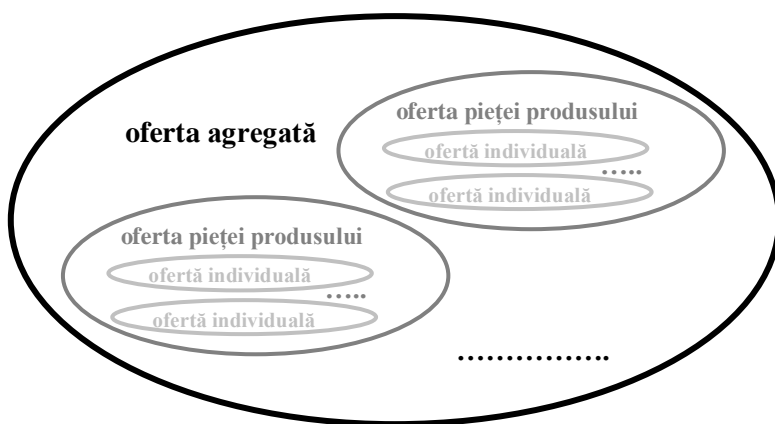 oferta pieței produsului
oferta agregată
ofertă individuală
.....
ofertă individuală
oferta pieței produsului
ofertă individuală
.....
ofertă individuală
................